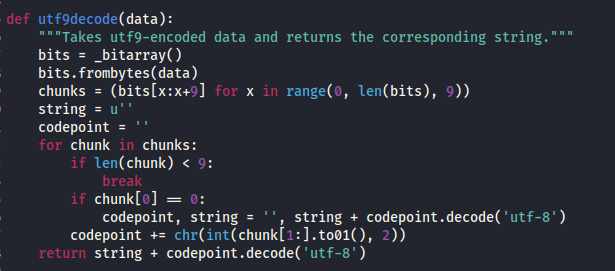 def utf9decode(data):
    """Takes utf9-encoded data and returns the corresponding string."""
    bits = _bitarray()
    bits.frombytes(data)
    chunks = (bits[x:x+9] for x in range(0, len(bits), 9))
    string = u''
    codepoint = ''
    for chunk in chunks:
        if len(chunk) < 9:
            break
        if chunk[0] == 0:
            codepoint, string = '', string + codepoint.decode('utf-8')
        codepoint += chr(int(chunk[1:].to01(), 2))
    return string + codepoint.decode('utf-8')